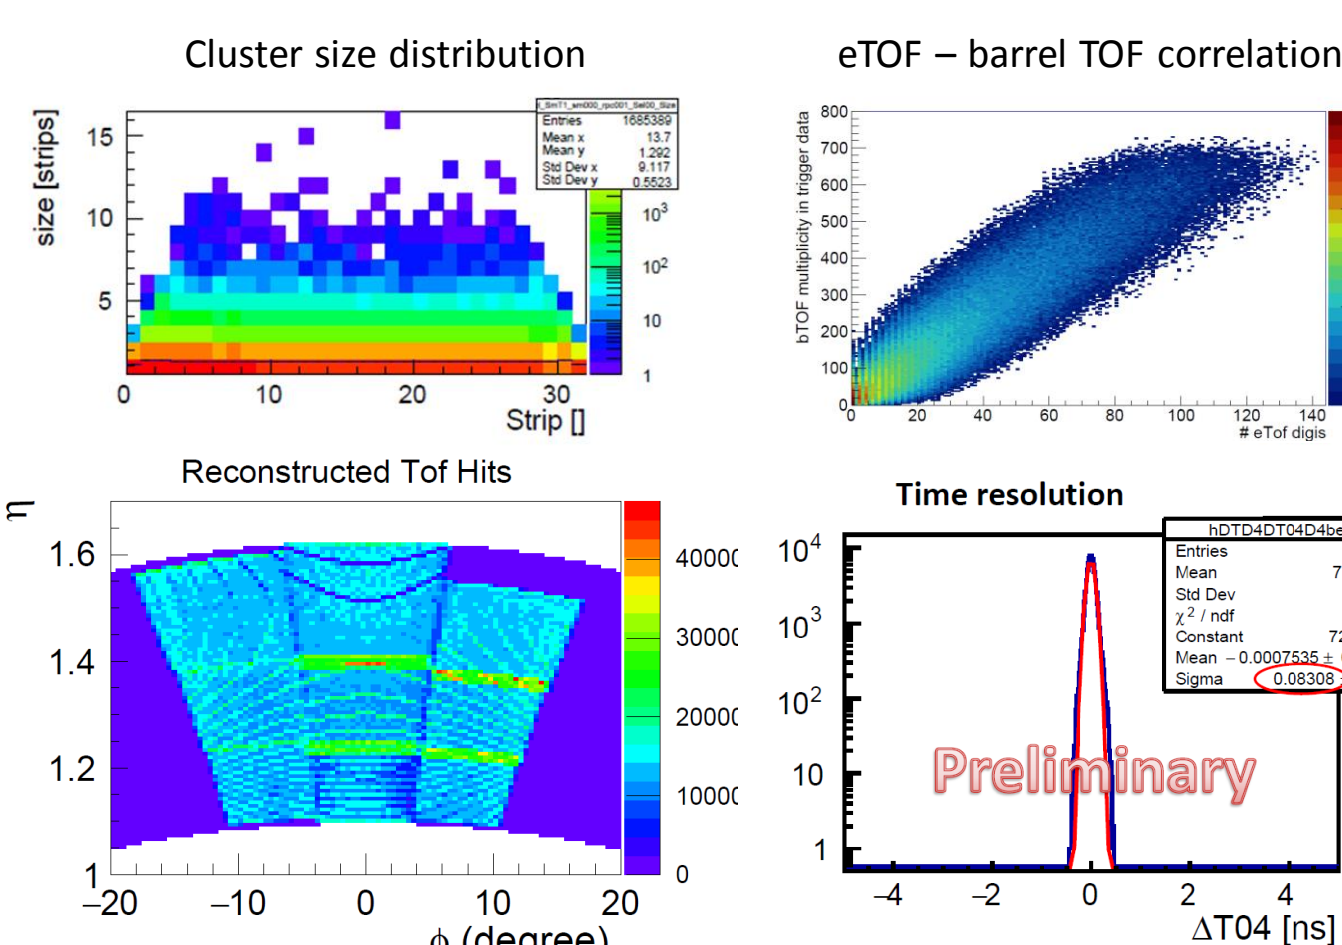 Cluster size distribution
size [strips]
15
10
5
0
10
20
30
Strip []
Entries 1685389
Mean x 13.7
Mean y 1.292
Std Dev x 9.117
Std Dev y 0.5523
10³
10²
10
1
eTOF – barrel TOF correlation
bTOF multiplicity in trigger data
800
700
600
500
400
300
200
100
0
0 20 40 60 80 100 120 140
# eTof digis
Reconstructed Tof Hits
η
1.6
1.4
1.2
1
−20 −10 0 10 20
ϕ (degree)
40000
30000
20000
10000
0
Time resolution
10⁴
10³
10²
10
1
hDTD4DT04D4be
Entries
Mean 7
Std Dev
χ² / ndf
Constant 72
Mean −0.0007535 ±
Sigma 0.08308
Preliminary
−4 −2 0 2 4
ΔT04 [ns]